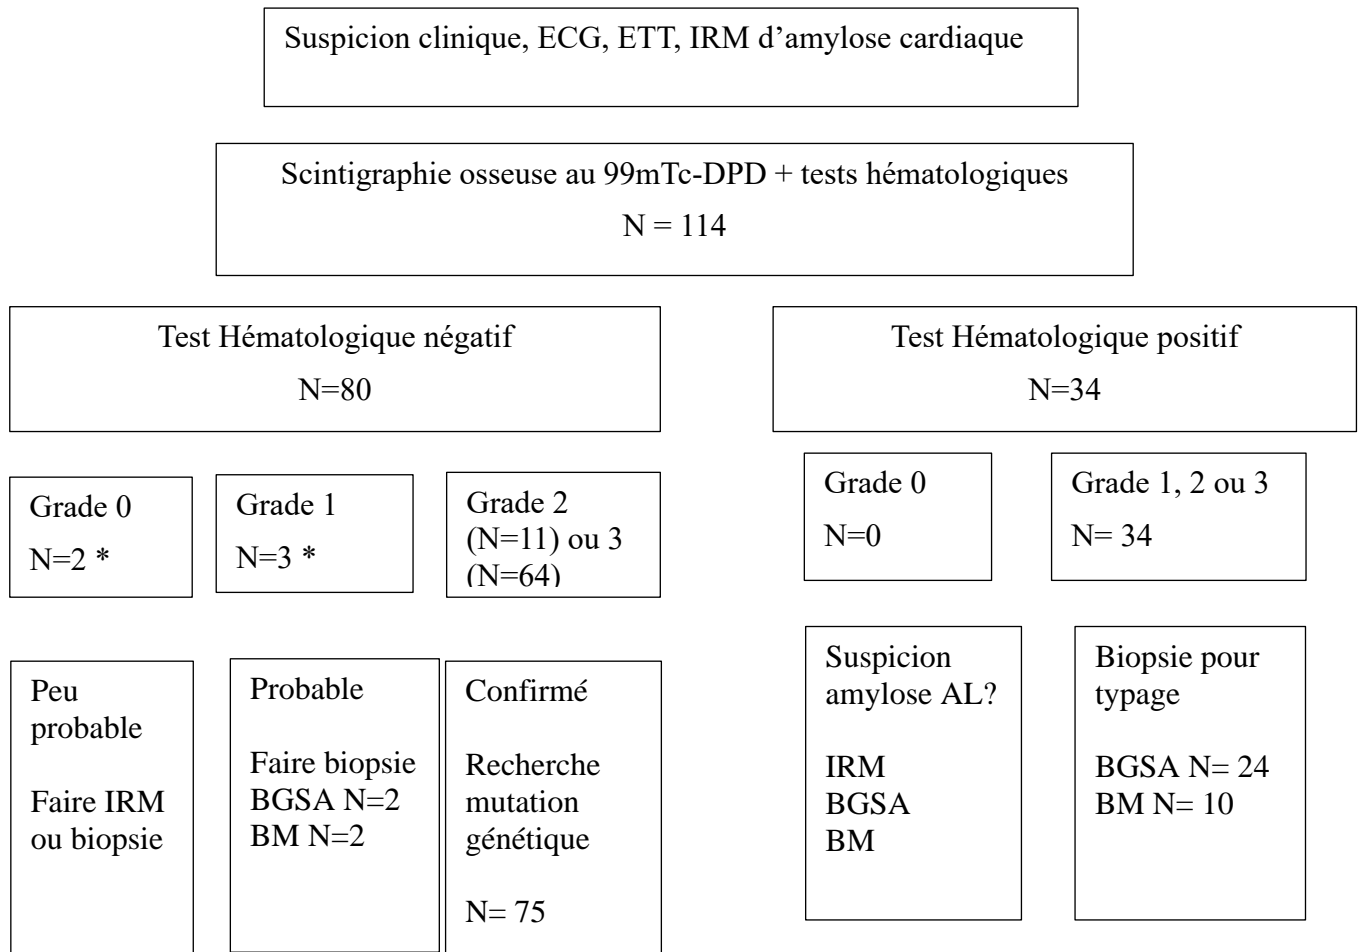 Suspicion clinique, ECG, ETT, IRM d’amylose cardiaque
Scintigraphie osseuse au 99mTc-DPD + tests hématologiques
N = 114
Test Hématologique négatif
N=80
Test Hématologique positif
N=34
Grade 0
N=2 *
Grade 1
N=3 *
Grade 2
(N=11) ou 3
(N=64)
Grade 0
N=0
Grade 1, 2 ou 3
N= 34
Peu
probable
Faire IRM
ou biopsie
Probable
Faire biopsie
BGSA N=2
BM N=2
Confirmé
Recherche
mutation
génétique
N= 75
Suspicion
amylose AL?
IRM
BGSA
BM
Biopsie pour
typage
BGSA N= 24
BM N= 10